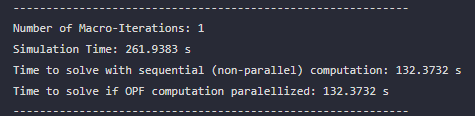 ------------------------------------------------------------
Number of Macro-Iterations: 1
Simulation Time: 261.9383 s
Time to solve with sequential (non-parallel) computation: 132.3732 s
Time to solve if OPF computation paralellized: 132.3732 s
------------------------------------------------------------